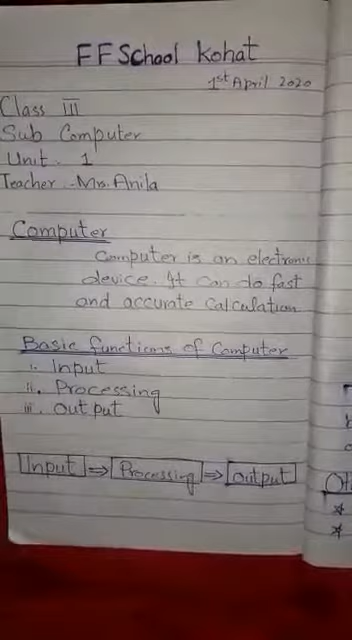 FF School Kohat
1st April 2020
Class III
Sub Computer
Unit. 1
Teacher - Mrs. Anila
Computer
Computer is an electronic
device. It can do fast
and accurate Calculation
Basic functions of Computer
i. Input
ii. Processing
iii. Output
Input ⇒ Processing ⇒ Output